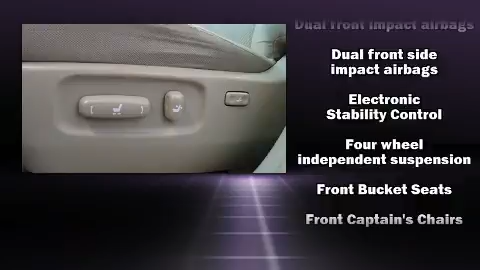 Dual front impact airbags
Dual front side
impact airbags
Electronic
Stability Control
Four wheel
independent suspension
Front Bucket Seats
Front Captain's Chairs